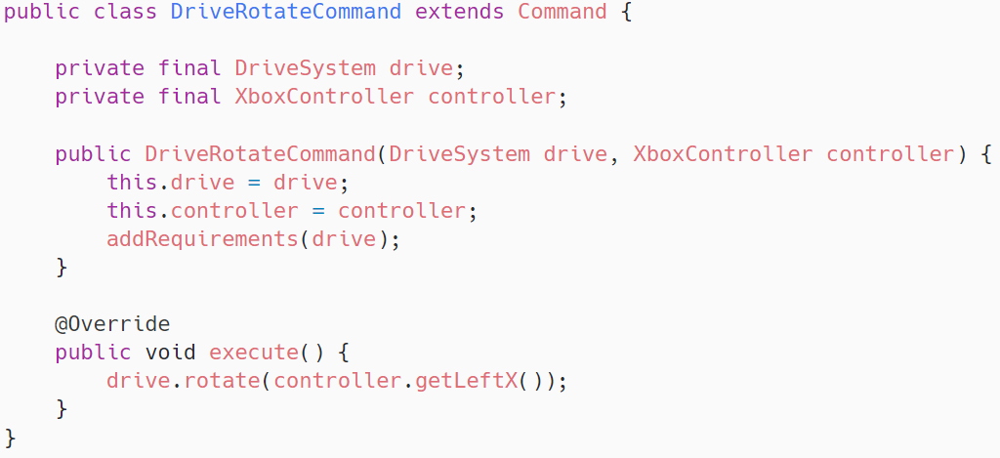 public class DriveRotateCommand extends Command {
    private final DriveSystem drive;
    private final XboxController controller;
    public DriveRotateCommand(DriveSystem drive, XboxController controller) {
        this.drive = drive;
        this.controller = controller;
        addRequirements(drive);
    }
    @Override
    public void execute() {
        drive.rotate(controller.getLeftX());
    }
}